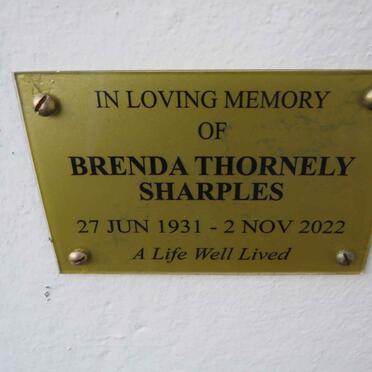 IN LOVING MEMORY
OF
BRENDA THORNELY
SHARPLES
27 JUN 1931 - 2 NOV 2022
A Life Well Lived